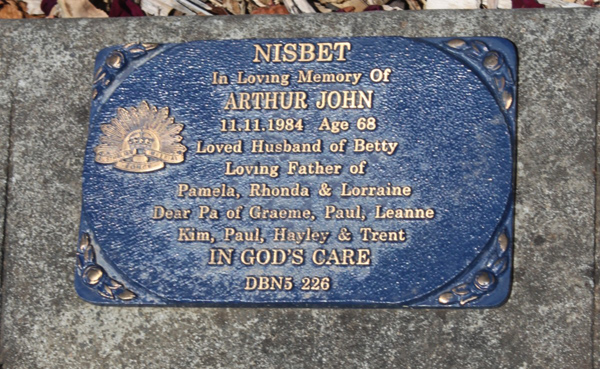 NISBET
In Loving Memory Of
ARTHUR JOHN
11.11.1984 Age 68
Loved Husband of Betty
Loving Father of
Pamela, Rhonda & Lorraine
Dear Pa of Graeme, Paul, Leanne
Kim, Paul, Hayley & Trent
IN GOD'S CARE
DBN5 226